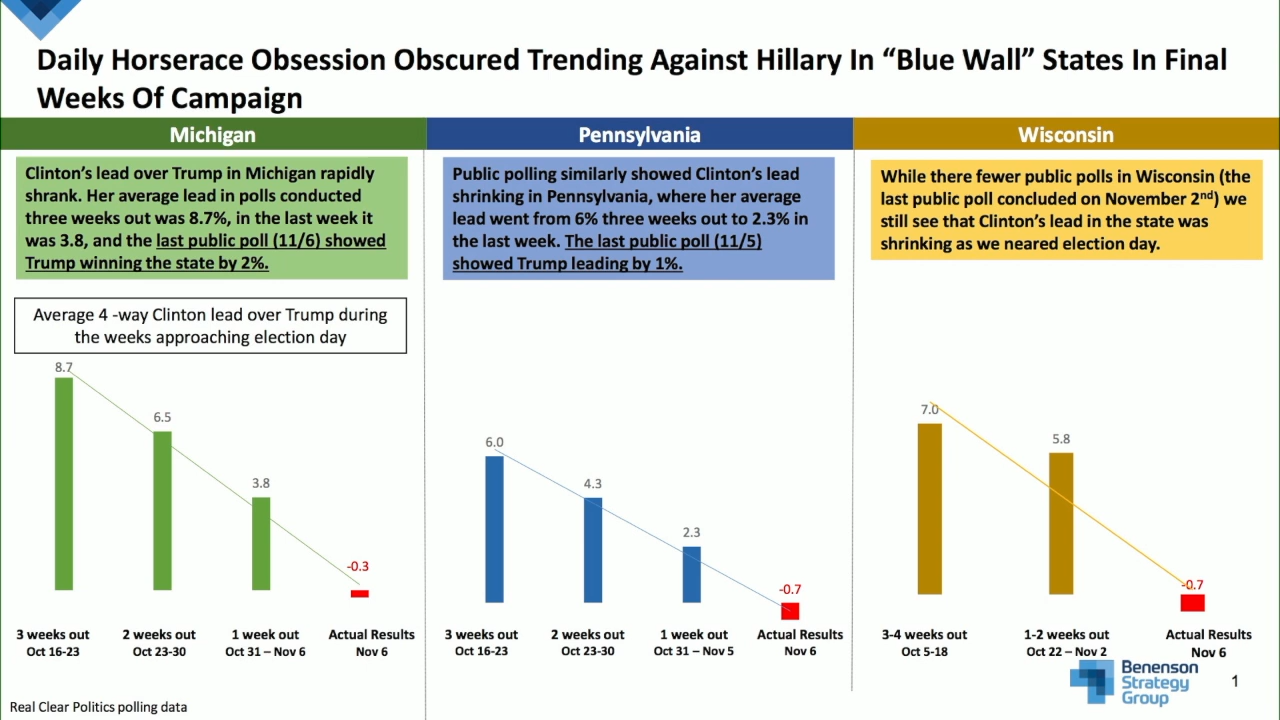 Daily Horserace Obsession Obscured Trending Against Hillary In “Blue Wall” States In Final
Weeks Of Campaign
Michigan
Clinton’s lead over Trump in Michigan rapidly
shrank. Her average lead in polls conducted
three weeks out was 8.7%, in the last week it
was 3.8, and the last public poll (11/6) showed
Trump winning the state by 2%.
Average 4 -way Clinton lead over Trump during
the weeks approaching election day
8.7
6.5
3.8
-0.3
3 weeks out
Oct 16-23
2 weeks out
Oct 23-30
1 week out
Oct 31 – Nov 6
Actual Results
Nov 6
Pennsylvania
Public polling similarly showed Clinton’s lead
shrinking in Pennsylvania, where her average
lead went from 6% three weeks out to 2.3% in
the last week. The last public poll (11/5)
showed Trump leading by 1%.
6.0
4.3
2.3
-0.7
3 weeks out
Oct 16-23
2 weeks out
Oct 23-30
1 week out
Oct 31 – Nov 5
Actual Results
Nov 6
Wisconsin
While there fewer public polls in Wisconsin (the
last public poll concluded on November 2nd) we
still see that Clinton’s lead in the state was
shrinking as we neared election day.
7.0
5.8
-0.7
3-4 weeks out
Oct 5-18
1-2 weeks out
Oct 22 – Nov 2
Actual Results
Nov 6
Benenson
Strategy
Group
1
Real Clear Politics polling data